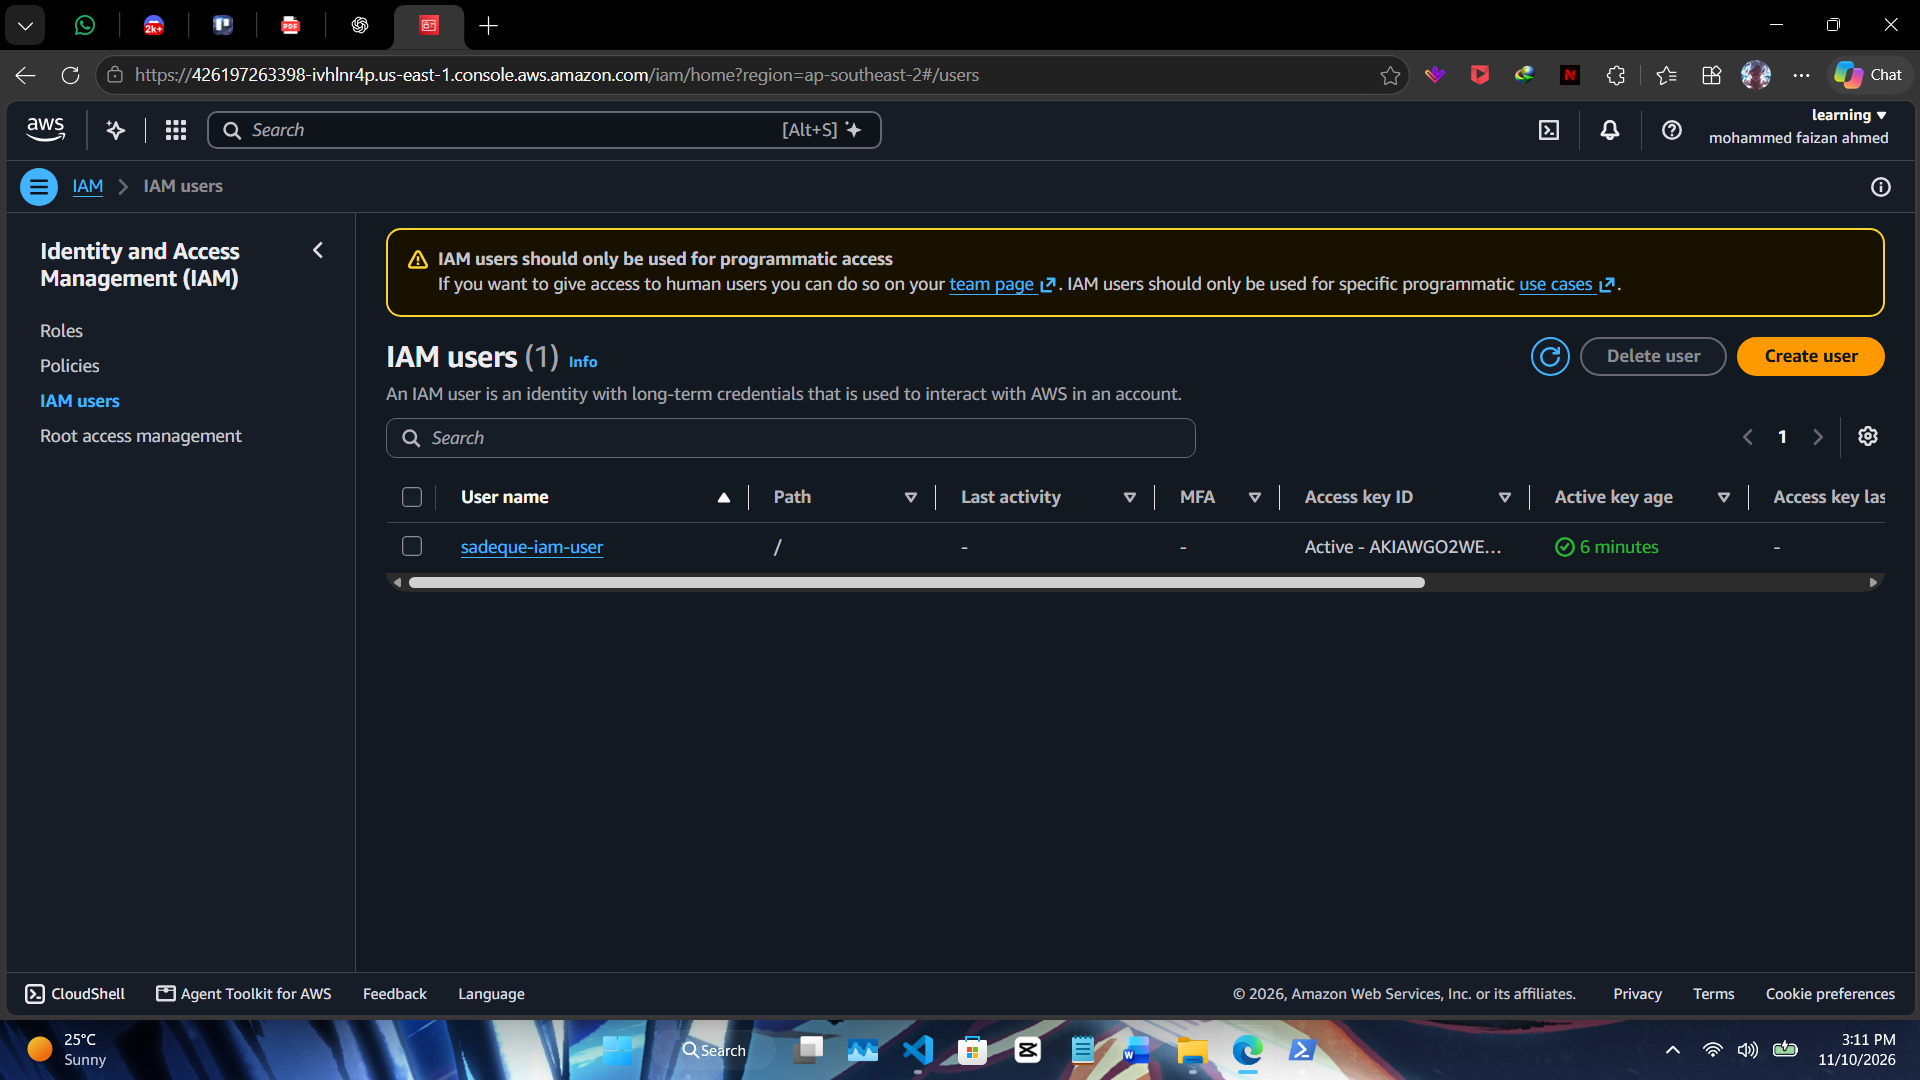 2k+
PDF
https://426197263398-ivhlnr4p.us-east-1.console.aws.amazon.com/iam/home?region=ap-southeast-2#/users
N
Chat
aws
Search
[Alt+S]
learning
mohammed faizan ahmed
IAM
IAM users
Identity and Access
Management (IAM)
Roles
Policies
IAM users
Root access management
IAM users should only be used for programmatic access
If you want to give access to human users you can do so on your team page . IAM users should only be used for specific programmatic use cases .
IAM users (1) Info
Delete user
Create user
An IAM user is an identity with long-term credentials that is used to interact with AWS in an account.
Search
1
User name Path Last activity MFA Access key ID Active key age Access key las
sadeque-iam-user / - - Active - AKIAWGO2WE... 6 minutes -
CloudShell Agent Toolkit for AWS Feedback Language © 2026, Amazon Web Services, Inc. or its affiliates. Privacy Terms Cookie preferences
25°C
Sunny
Search
W
3:11 PM
11/10/2026